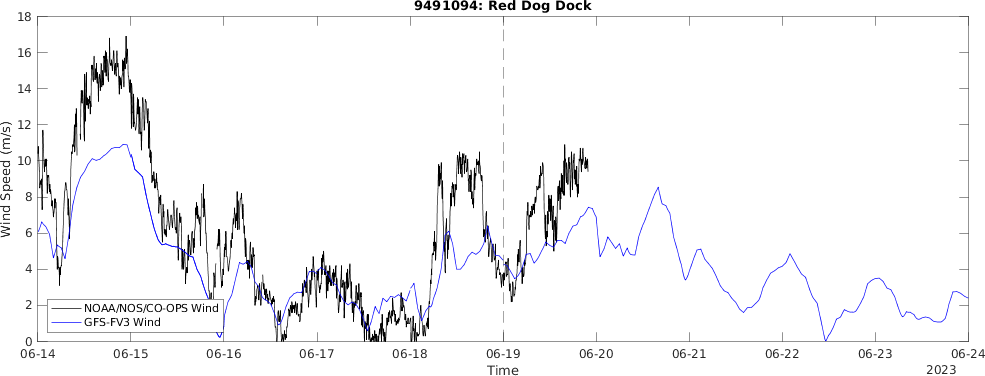 9491094: Red Dog Dock
Wind Speed (m/s)
18
16
14
12
10
8
6
4
2
0
NOAA/NOS/CO-OPS Wind
GFS-FV3 Wind
06-14 06-15 06-16 06-17 06-18 06-19 06-20 06-21 06-22 06-23 06-24
Time
2023